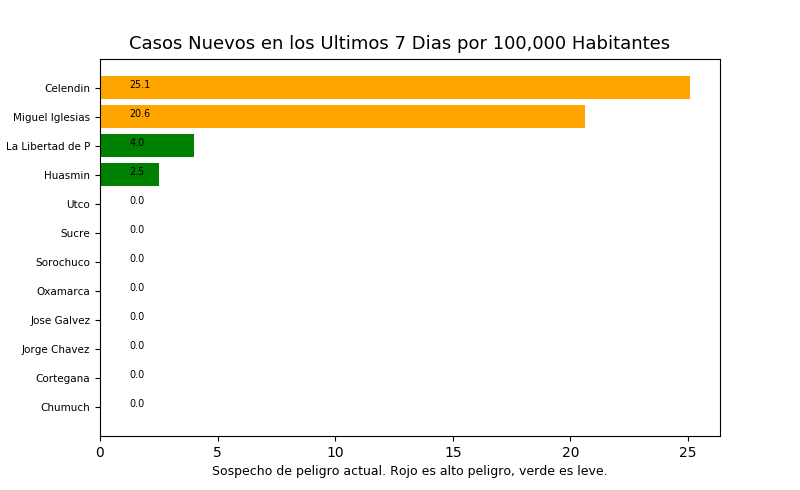 Casos Nuevos en los Ultimos 7 Dias por 100,000 Habitantes
Celendin 25.1
Miguel Iglesias 20.6
La Libertad de P 4.0
Huasmin 2.5
Utco 0.0
Sucre 0.0
Sorochuco 0.0
Oxamarca 0.0
Jose Galvez 0.0
Jorge Chavez 0.0
Cortegana 0.0
Chumuch 0.0
0 5 10 15 20 25
Sospecho de peligro actual. Rojo es alto peligro, verde es leve.